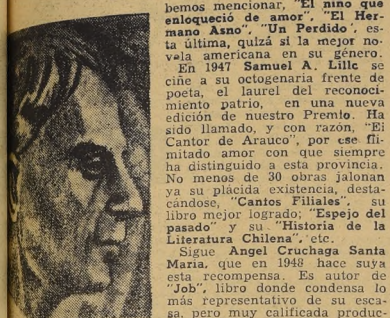 bemos mencionar, "El niño que
enloqueció de amor", "El Her-
mano Asno", "Un Perdido', es-
ta última, quizá si la mejor no-
vela americana en su género.
En 1947 Samuel A. Lillc se
ciñe a su octogenaria frente de
poeta, el laurel del reconoci-
miento patrio, en una nueva
edición de nuestro Premio. Ha
sido llamado, y con razón, "El
Cantor de Arauco", por ese fli-
mitado amor con que siempre
ha distinguido a esta provincia.
No menos de 30 obras jalonan
ya su plácida existencia, desta-
cándose, "Cantos Filiales". su
libro mejor logrado; "Espejo del
pasado" y su "Historia de la
Literatura Chilena", etc.
Sigue Angel Cruchaga Santa
Maria, que en 1948 hace suya
esta recompensa. Es autor de
"Job", libro donde condensa lo
más representativo de su esca-
sa, pero muy calificada produc-